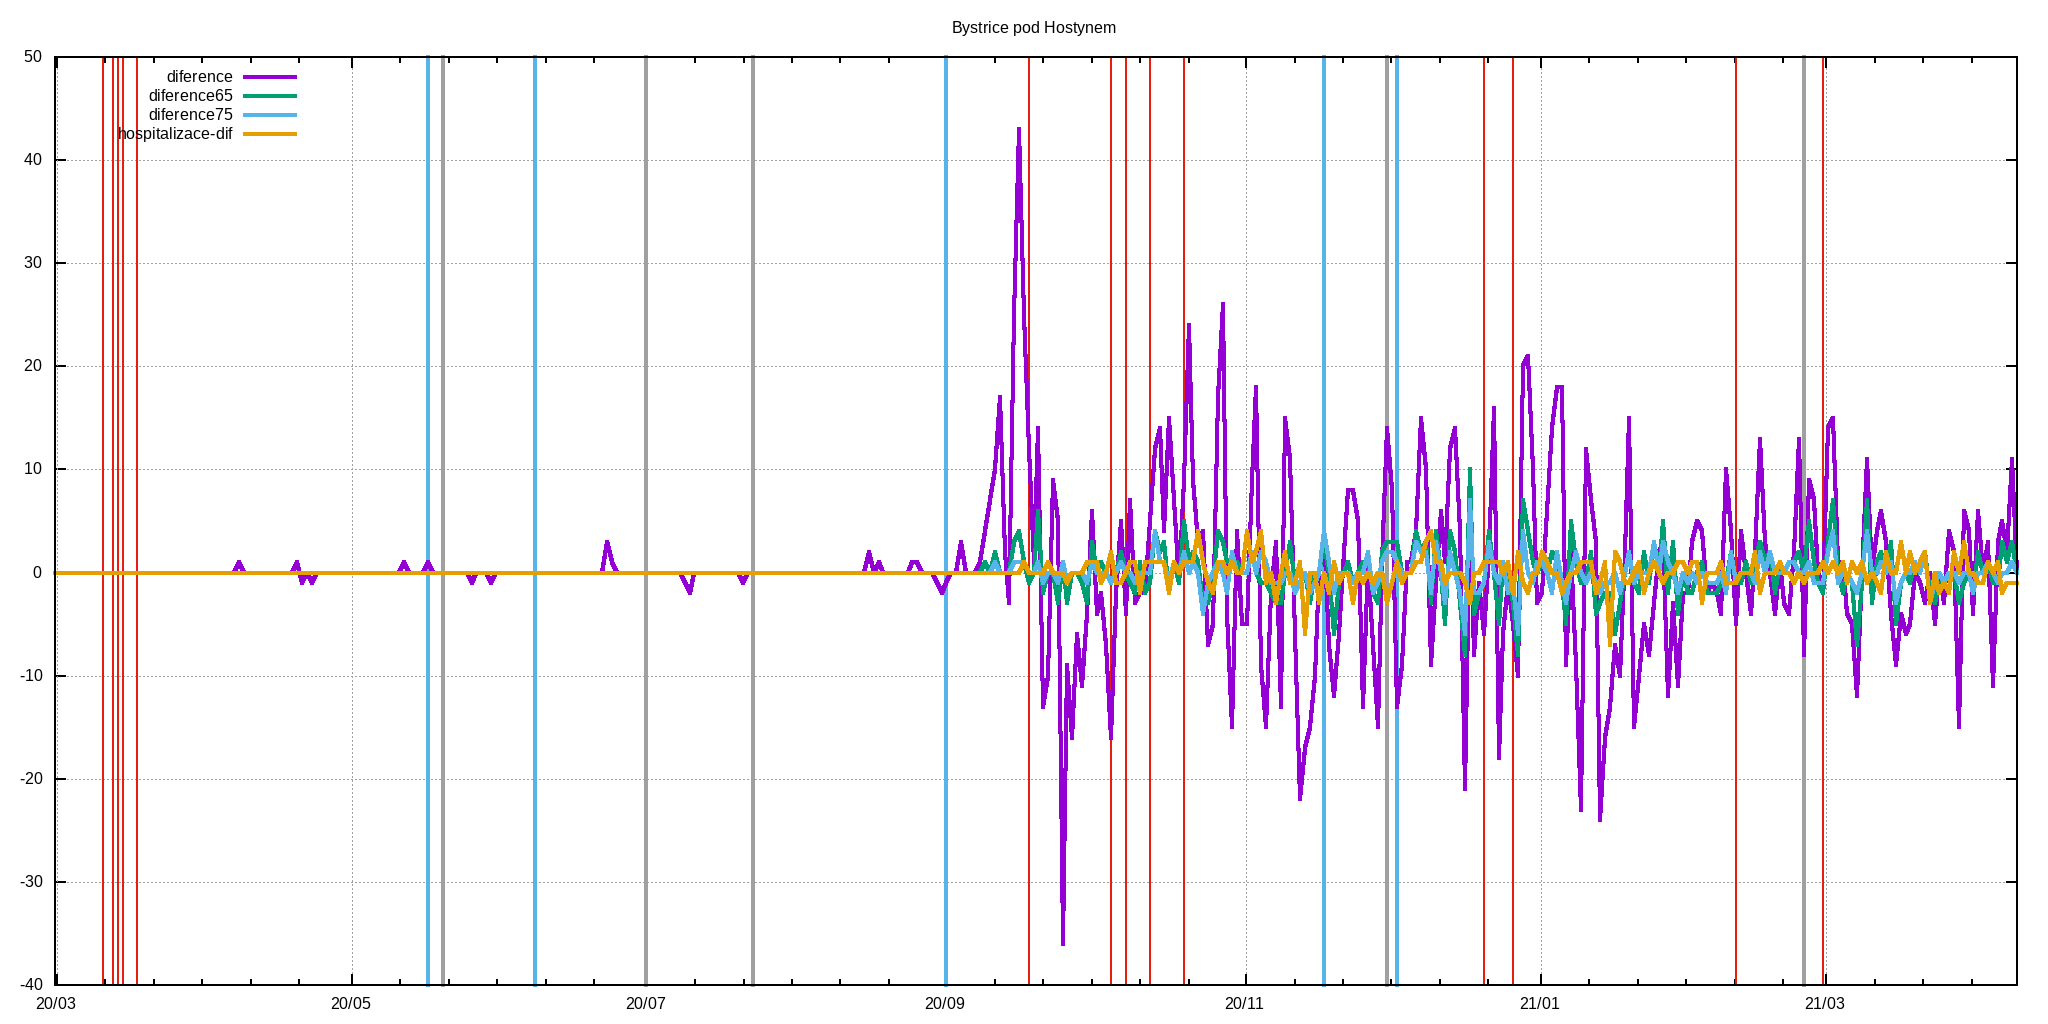 Bystrice pod Hostynem
50
40
30
20
10
0
-10
-20
-30
-40
diference
diference65
diference75
hospitalizace-dif
20/03 20/05 20/07 20/09 20/11 21/01 21/03